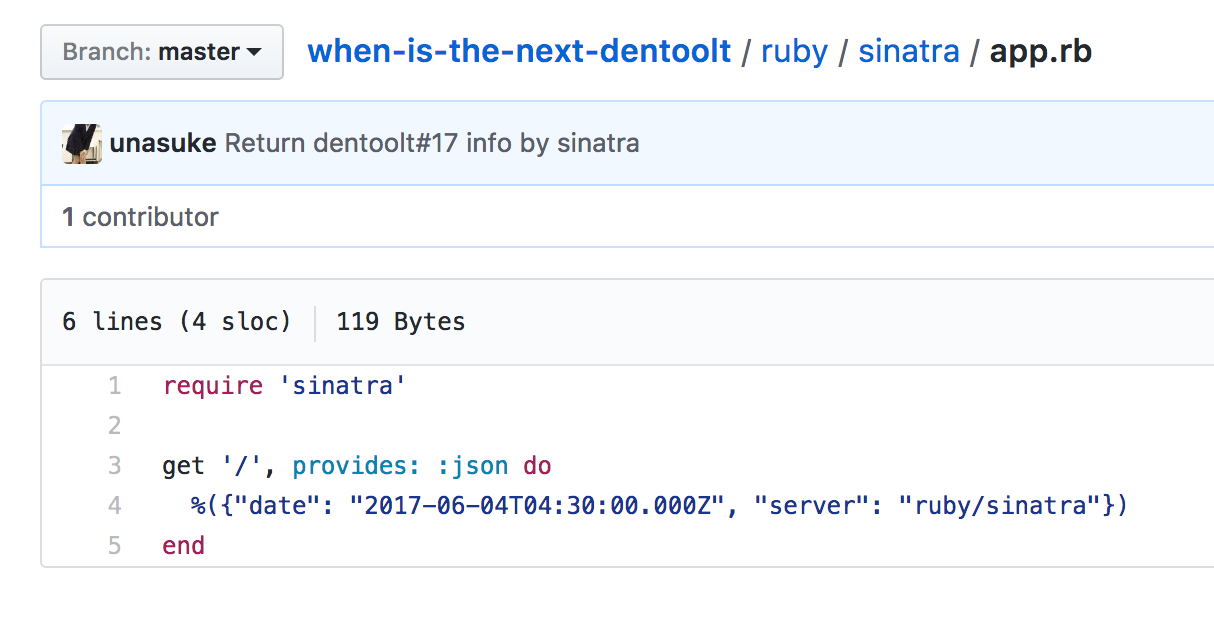 Branch: master when-is-the-next-dentoolt / ruby / sinatra / app.rb
unasuke Return dentoolt#17 info by sinatra
1 contributor
6 lines (4 sloc) 119 Bytes
1 require 'sinatra'
2
3 get '/', provides: :json do
4 %({"date": "2017-06-04T04:30:00.000Z", "server": "ruby/sinatra"})
5 end